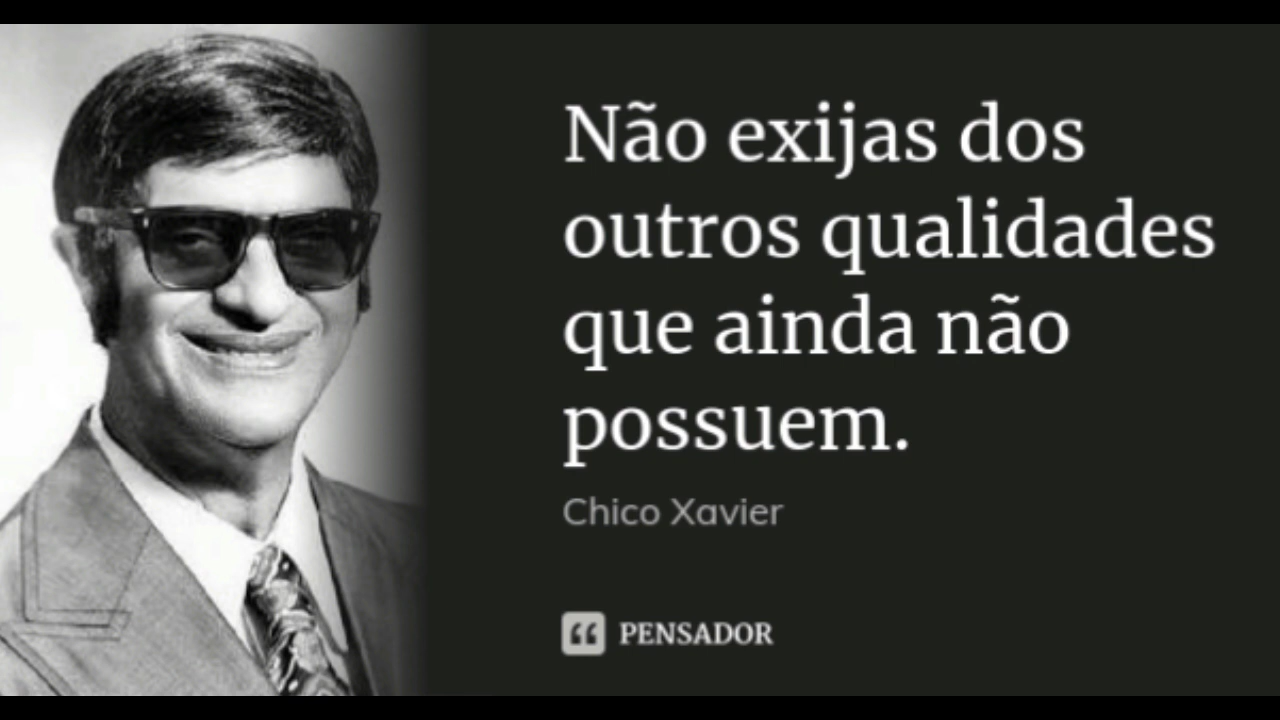 Não exijas dos
outros qualidades
que ainda não
possuem.
Chico Xavier
PENSADOR